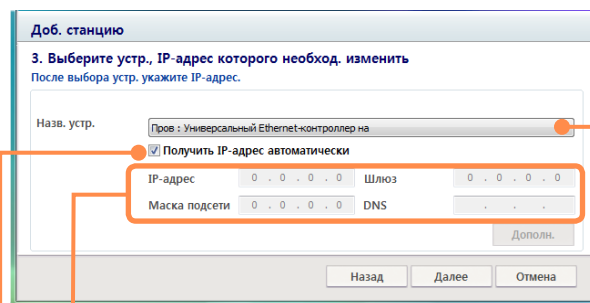 Доб. станцию
3. Выберите устр., IP-адрес которого необход. изменить
После выбора устр. укажите IP-адрес.
Назв. устр.
Пров : Универсальный Ethernet-контроллер на
Получить IP-адрес автоматически
IP-адрес 0 . 0 . 0 . 0 Шлюз 0 . 0 . 0 . 0
Маска подсети 0 . 0 . 0 . 0 DNS . . .
Дополн.
Назад Далее Отмена